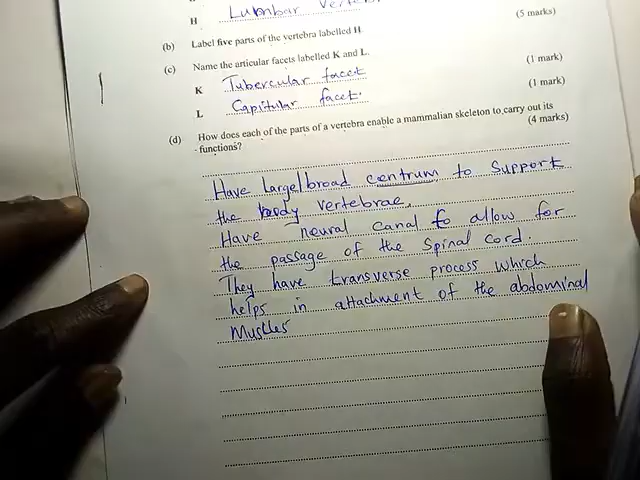 H Lumbar verteb
(5 marks)
(b) Label five parts of the vertebra labelled H.
(c) Name the articular facets labelled K and L.
K Tubercular facet (1 mark)
L Capitular facet. (1 mark)
(d) How does each of the parts of a vertebra enable a mammalian skeleton to carry out its
functions? (4 marks)
Have large/broad centrum to support
the body vertebrae.
Have neural canal to allow for
the passage of the Spinal cord.
They have transverse process which
helps in attachment of the abdominal
Mustles